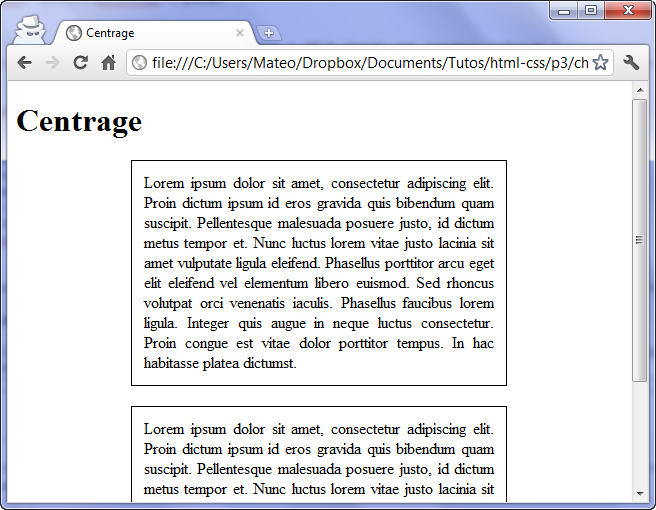 Centrage
file:///C:/Users/Mateo/Dropbox/Documents/Tutos/html-css/p3/ch
Centrage
Lorem ipsum dolor sit amet, consectetur adipiscing elit.
Proin dictum ipsum id eros gravida quis bibendum quam
suscipit. Pellentesque malesuada posuere justo, id dictum
metus tempor et. Nunc luctus lorem vitae justo lacinia sit
amet vulputate ligula eleifend. Phasellus porttitor arcu eget
elit eleifend vel elementum libero euismod. Sed rhoncus
volutpat orci venenatis iaculis. Phasellus faucibus lorem
ligula. Integer quis augue in neque luctus consectetur.
Proin congue est vitae dolor porttitor tempus. In hac
habitasse platea dictumst.
Lorem ipsum dolor sit amet, consectetur adipiscing elit.
Proin dictum ipsum id eros gravida quis bibendum quam
suscipit. Pellentesque malesuada posuere justo, id dictum
metus tempor et. Nunc luctus lorem vitae justo lacinia sit